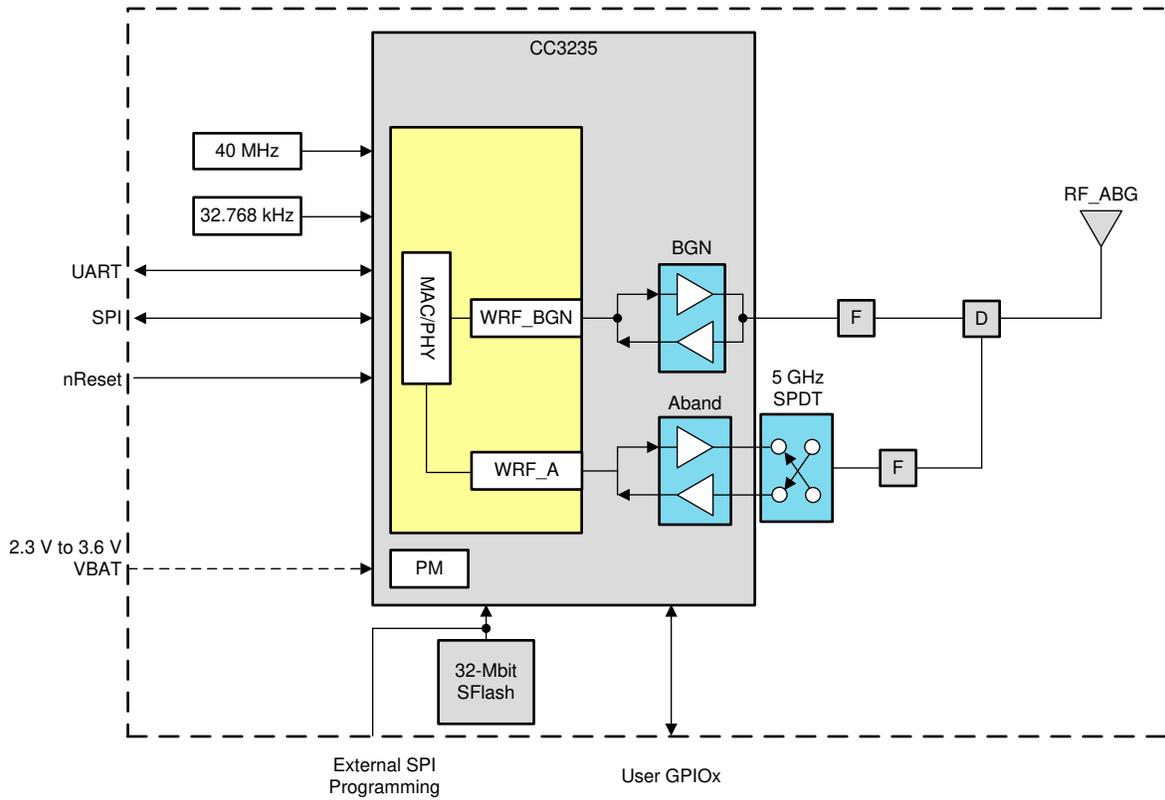 CC3235
40 MHz
32.768 kHz
RF_ABG
UART
BGN
SPI
MAC/PHY
WRF_BGN
F
D
nReset
5 GHz
SPDT
Aband
WRF_A
F
2.3 V to 3.6 V
VBAT
PM
32-Mbit
SFlash
External SPI
Programming
User GPIOx